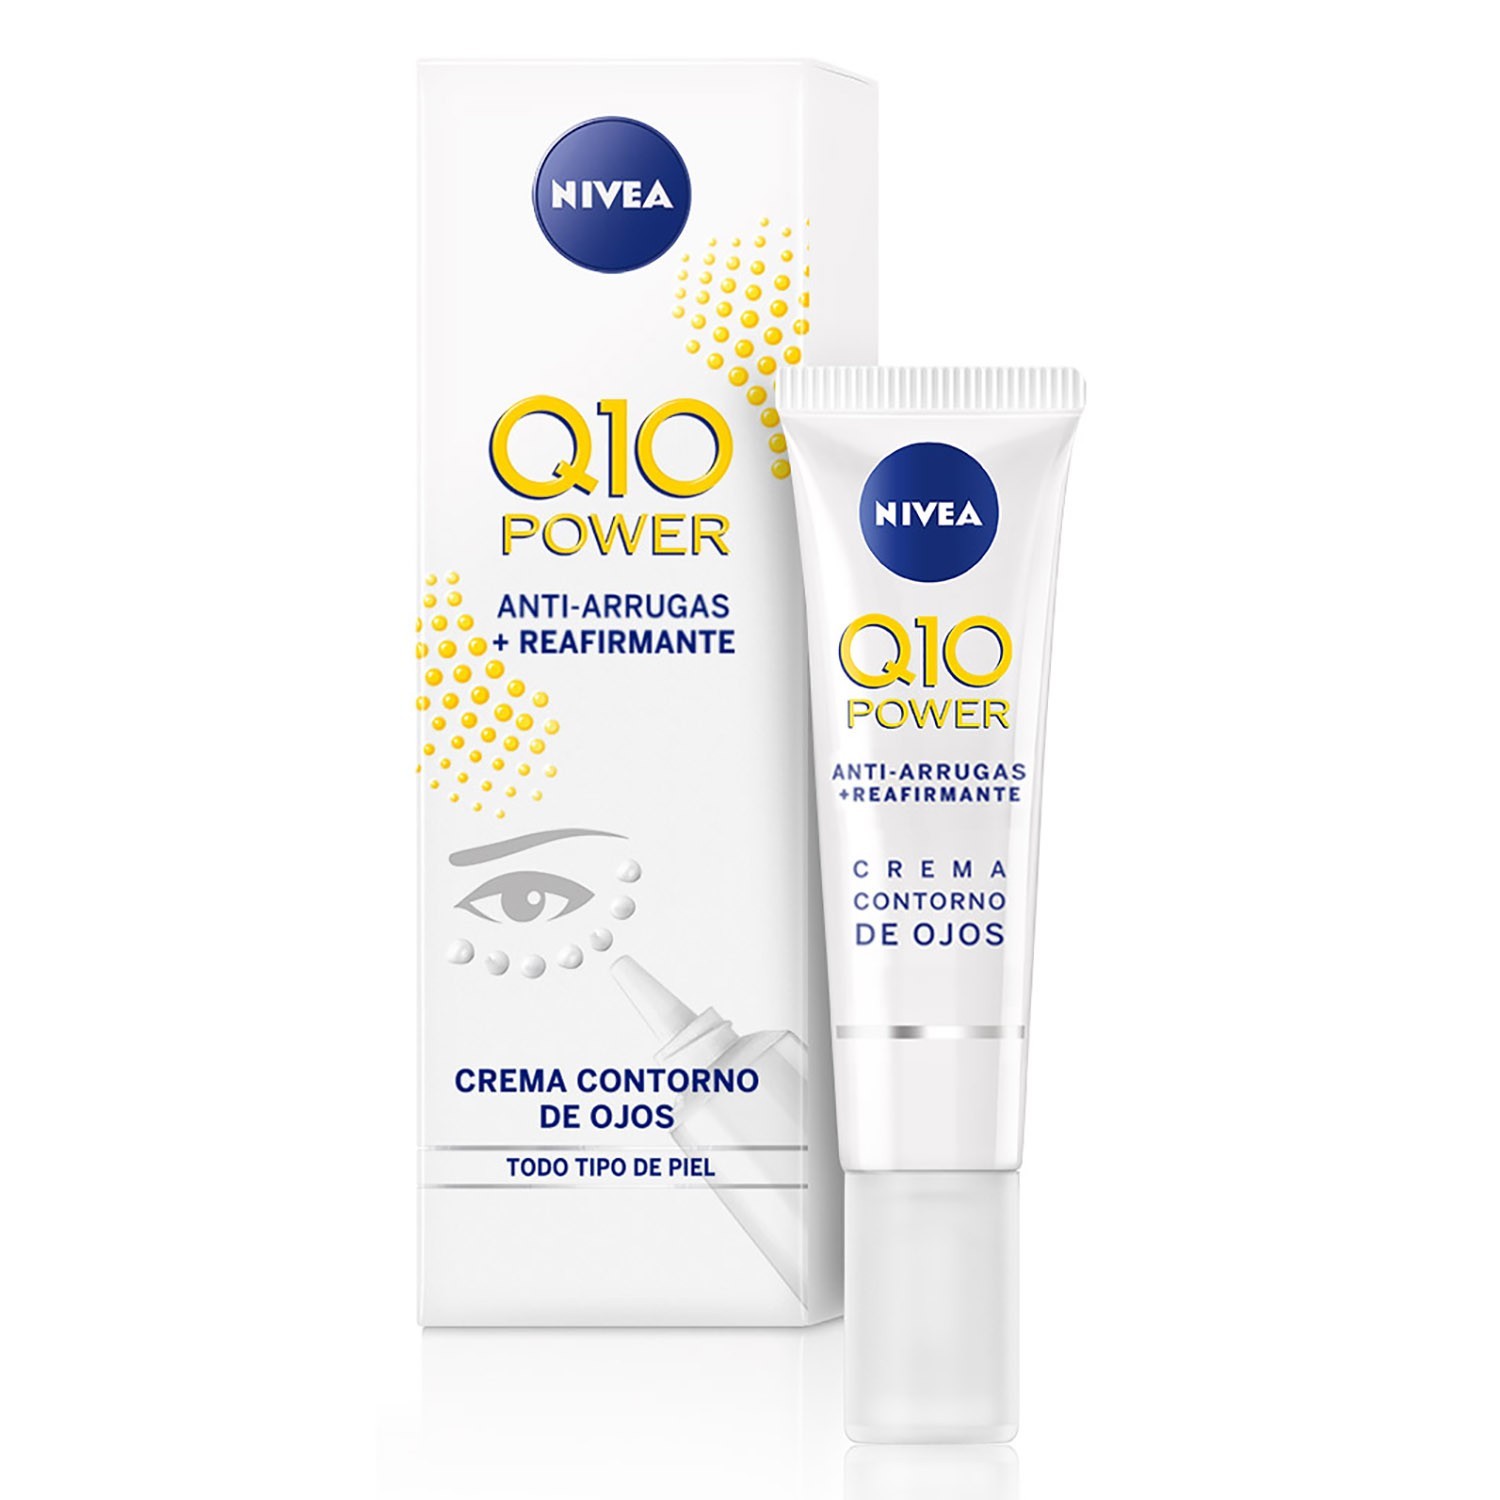 NIVEA
Q10
POWER
ANTI-ARRUGAS
+ REAFIRMANTE
CREMA CONTORNO
DE OJOS
TODO TIPO DE PIEL
NIVEA
Q10
POWER
ANTI-ARRUGAS
+REAFIRMANTE
CREMA
CONTORNO
DE OJOS